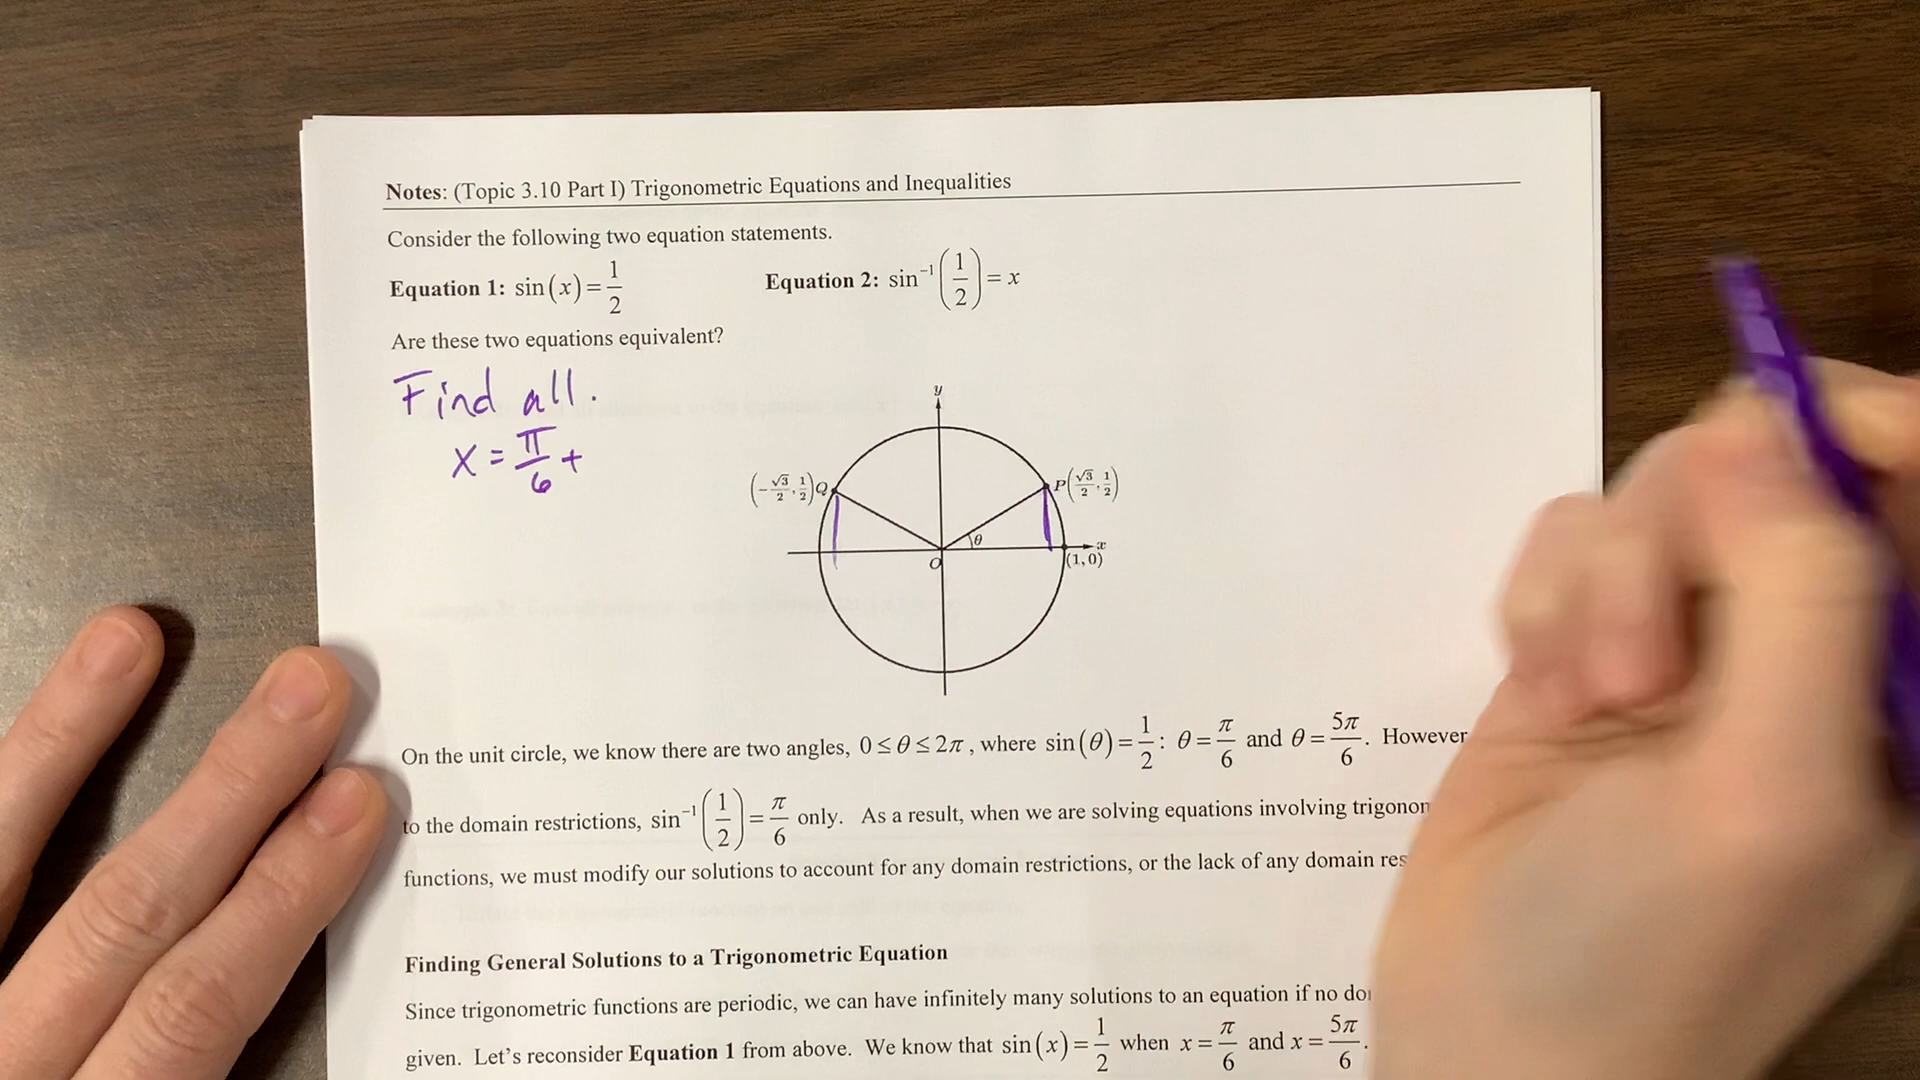 Notes: (Topic 3.10 Part I) Trigonometric Equations and Inequalities
Consider the following two equation statements.
Equation 1: sin(x) = 1/2
Equation 2: sin⁻¹(1/2) = x
Are these two equations equivalent?
Find all.
x = π/6 +
y
(-√3/2, 1/2) Q
P(√3/2, 1/2)
θ
x
O
(1,0)
On the unit circle, we know there are two angles, 0 ≤ θ ≤ 2π, where sin(θ) = 1/2: θ = π/6 and θ = 5π/6. However
to the domain restrictions, sin⁻¹(1/2) = π/6 only. As a result, when we are solving equations involving trigonor
functions, we must modify our solutions to account for any domain restrictions, or the lack of any domain res
Finding General Solutions to a Trigonometric Equation
Since trigonometric functions are periodic, we can have infinitely many solutions to an equation if no do
given. Let's reconsider Equation 1 from above. We know that sin(x) = 1/2 when x = π/6 and x = 5π/6.